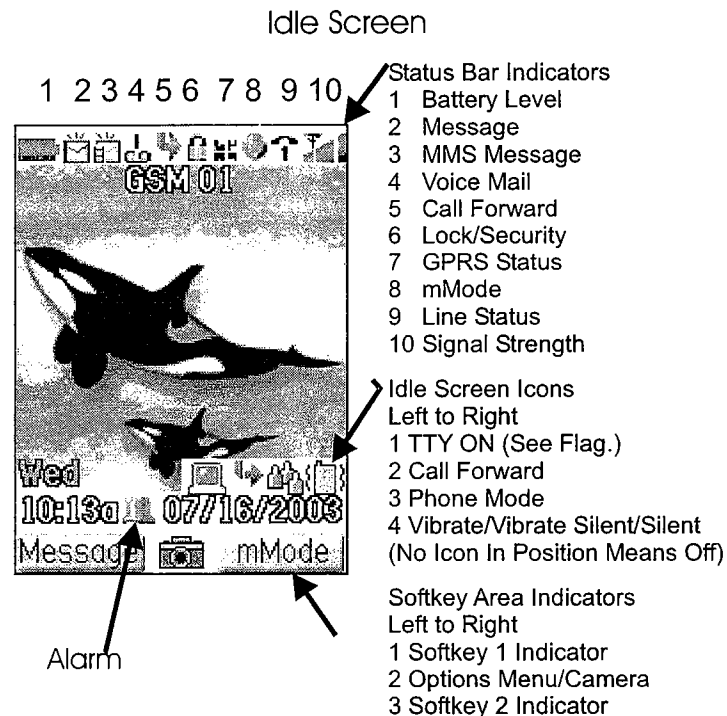 Idle Screen
1 2 3 4 5 6 7 8 9 10
GSM 01
Wed
10:13a 07/16/2003
Message mMode
Alarm
Status Bar Indicators
1 Battery Level
2 Message
3 MMS Message
4 Voice Mail
5 Call Forward
6 Lock/Security
7 GPRS Status
8 mMode
9 Line Status
10 Signal Strength
Idle Screen Icons
Left to Right
1 TTY ON (See Flag.)
2 Call Forward
3 Phone Mode
4 Vibrate/Vibrate Silent/Silent
(No Icon In Position Means Off)
Softkey Area Indicators
Left to Right
1 Softkey 1 Indicator
2 Options Menu/Camera
3 Softkey 2 Indicator